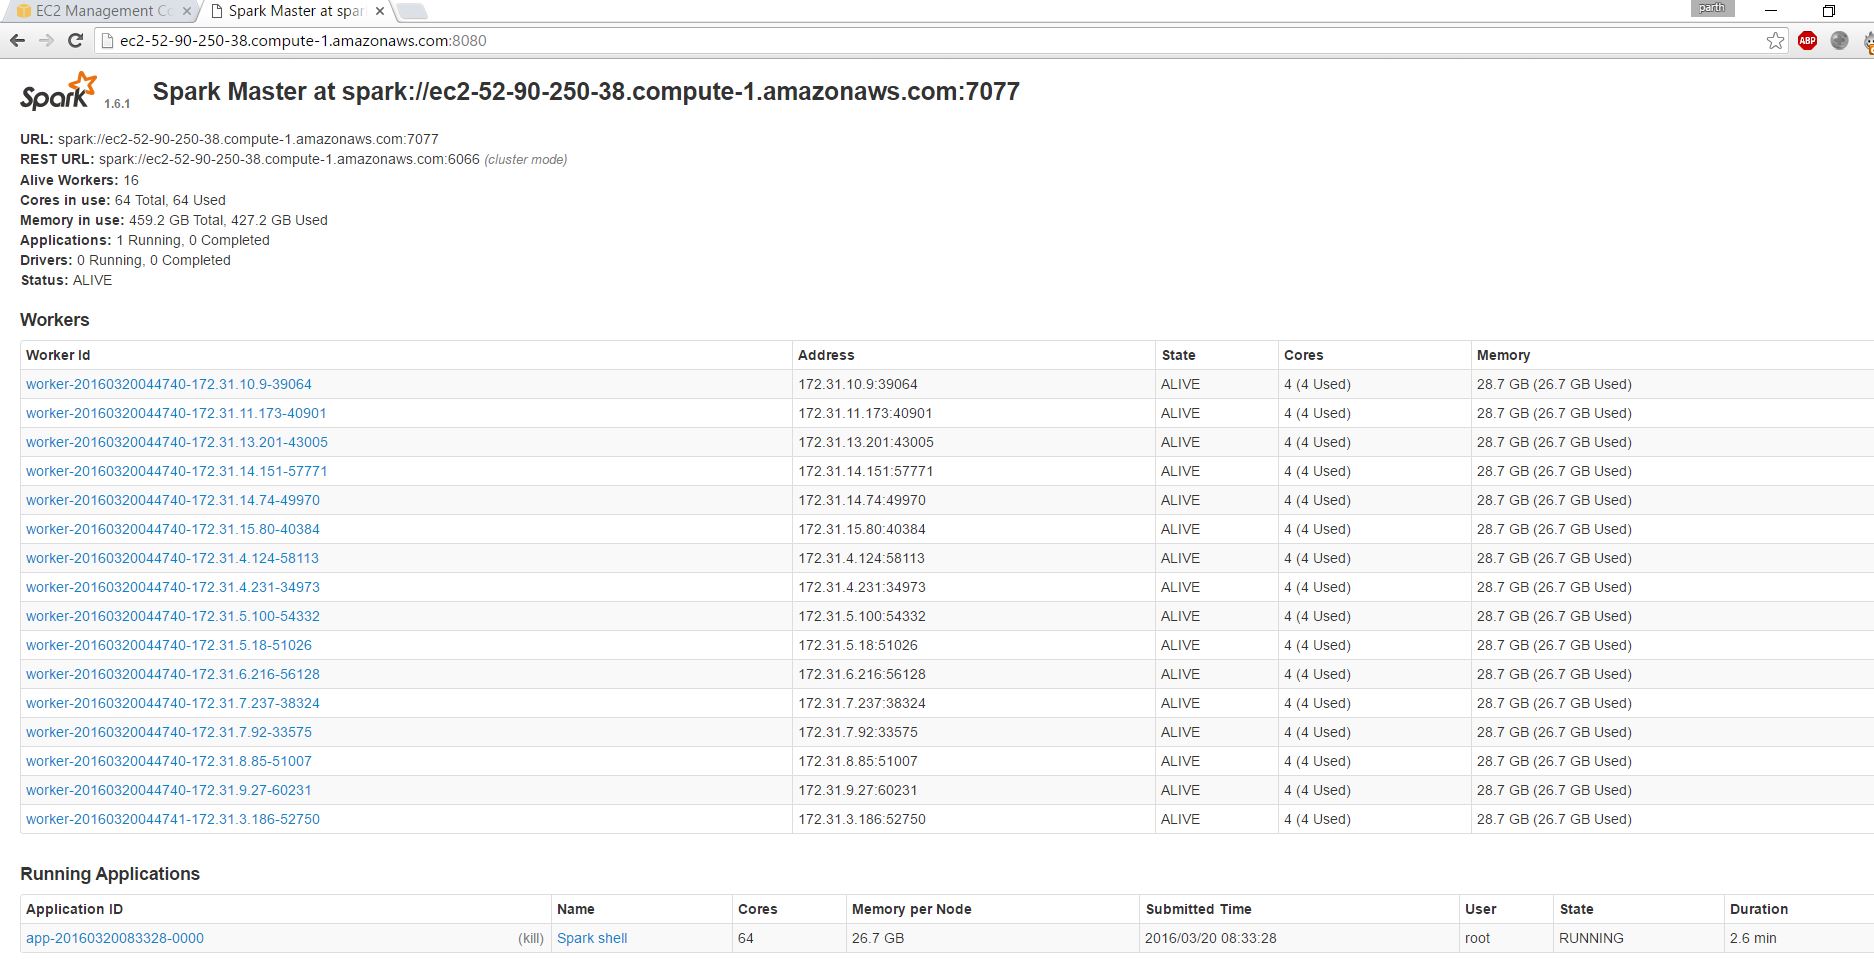 EC2 Management Co
Spark Master at spar
parth
ec2-52-90-250-38.compute-1.amazonaws.com:8080
ABP
Spark 1.6.1 Spark Master at spark://ec2-52-90-250-38.compute-1.amazonaws.com:7077
URL: spark://ec2-52-90-250-38.compute-1.amazonaws.com:7077
REST URL: spark://ec2-52-90-250-38.compute-1.amazonaws.com:6066 (cluster mode)
Alive Workers: 16
Cores in use: 64 Total, 64 Used
Memory in use: 459.2 GB Total, 427.2 GB Used
Applications: 1 Running, 0 Completed
Drivers: 0 Running, 0 Completed
Status: ALIVE
Workers
Worker Id Address State Cores Memory
worker-20160320044740-172.31.10.9-39064 172.31.10.9:39064 ALIVE 4 (4 Used) 28.7 GB (26.7 GB Used)
worker-20160320044740-172.31.11.173-40901 172.31.11.173:40901 ALIVE 4 (4 Used) 28.7 GB (26.7 GB Used)
worker-20160320044740-172.31.13.201-43005 172.31.13.201:43005 ALIVE 4 (4 Used) 28.7 GB (26.7 GB Used)
worker-20160320044740-172.31.14.151-57771 172.31.14.151:57771 ALIVE 4 (4 Used) 28.7 GB (26.7 GB Used)
worker-20160320044740-172.31.14.74-49970 172.31.14.74:49970 ALIVE 4 (4 Used) 28.7 GB (26.7 GB Used)
worker-20160320044740-172.31.15.80-40384 172.31.15.80:40384 ALIVE 4 (4 Used) 28.7 GB (26.7 GB Used)
worker-20160320044740-172.31.4.124-58113 172.31.4.124:58113 ALIVE 4 (4 Used) 28.7 GB (26.7 GB Used)
worker-20160320044740-172.31.4.231-34973 172.31.4.231:34973 ALIVE 4 (4 Used) 28.7 GB (26.7 GB Used)
worker-20160320044740-172.31.5.100-54332 172.31.5.100:54332 ALIVE 4 (4 Used) 28.7 GB (26.7 GB Used)
worker-20160320044740-172.31.5.18-51026 172.31.5.18:51026 ALIVE 4 (4 Used) 28.7 GB (26.7 GB Used)
worker-20160320044740-172.31.6.216-56128 172.31.6.216:56128 ALIVE 4 (4 Used) 28.7 GB (26.7 GB Used)
worker-20160320044740-172.31.7.237-38324 172.31.7.237:38324 ALIVE 4 (4 Used) 28.7 GB (26.7 GB Used)
worker-20160320044740-172.31.7.92-33575 172.31.7.92:33575 ALIVE 4 (4 Used) 28.7 GB (26.7 GB Used)
worker-20160320044740-172.31.8.85-51007 172.31.8.85:51007 ALIVE 4 (4 Used) 28.7 GB (26.7 GB Used)
worker-20160320044740-172.31.9.27-60231 172.31.9.27:60231 ALIVE 4 (4 Used) 28.7 GB (26.7 GB Used)
worker-20160320044741-172.31.3.186-52750 172.31.3.186:52750 ALIVE 4 (4 Used) 28.7 GB (26.7 GB Used)
Running Applications
Application ID Name Cores Memory per Node Submitted Time User State Duration
app-20160320083328-0000 (kill) Spark shell 64 26.7 GB 2016/03/20 08:33:28 root RUNNING 2.6 min